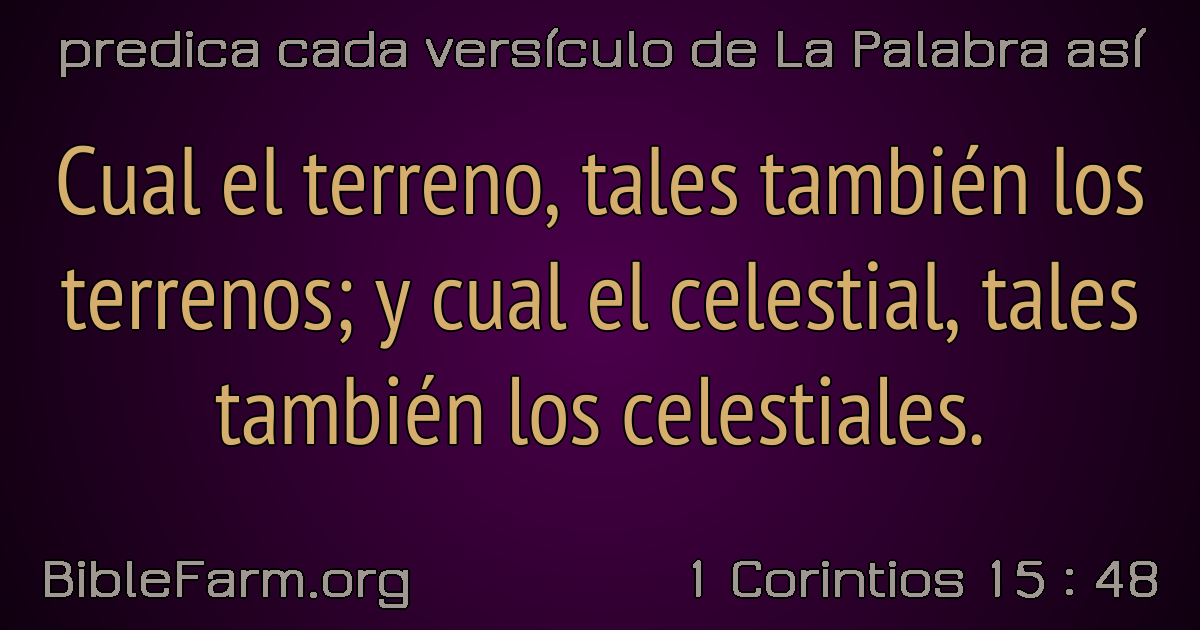 predica cada versículo de La Palabra así
Cual el terreno, tales también los
terrenos; y cual el celestial, tales
también los celestiales.
BibleFarm.org
1 Corintios 15 : 48